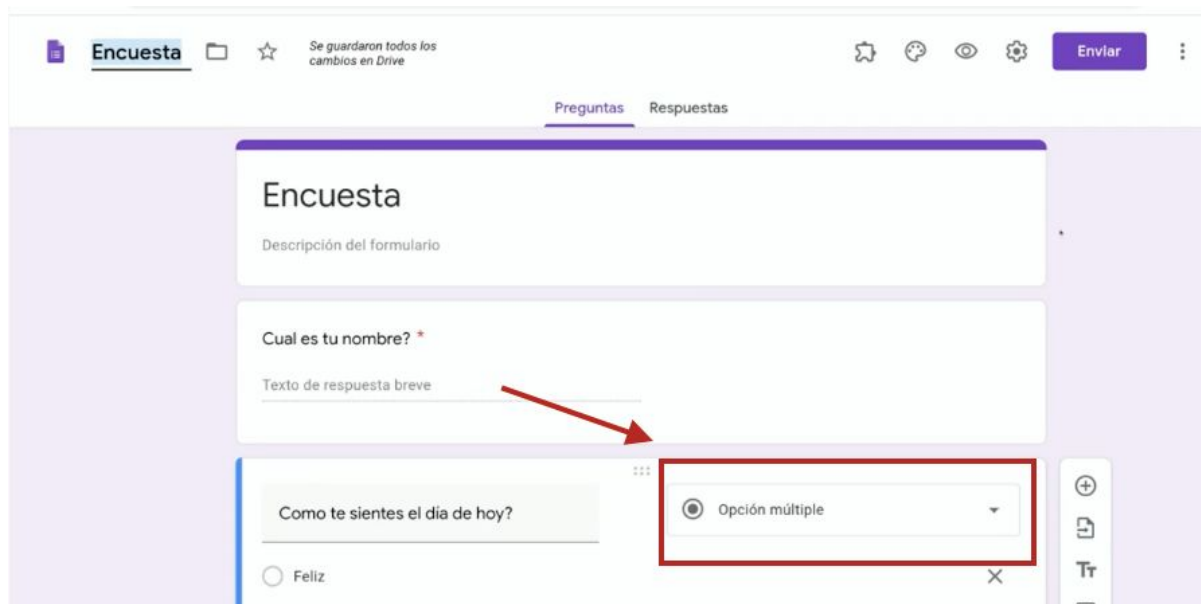 Encuesta
Se guardaron todos los
cambios en Drive
Enviar
Preguntas Respuestas
Encuesta
Descripción del formulario
Cual es tu nombre? *
Texto de respuesta breve
Como te sientes el día de hoy?
Opción múltiple
Feliz
Tт